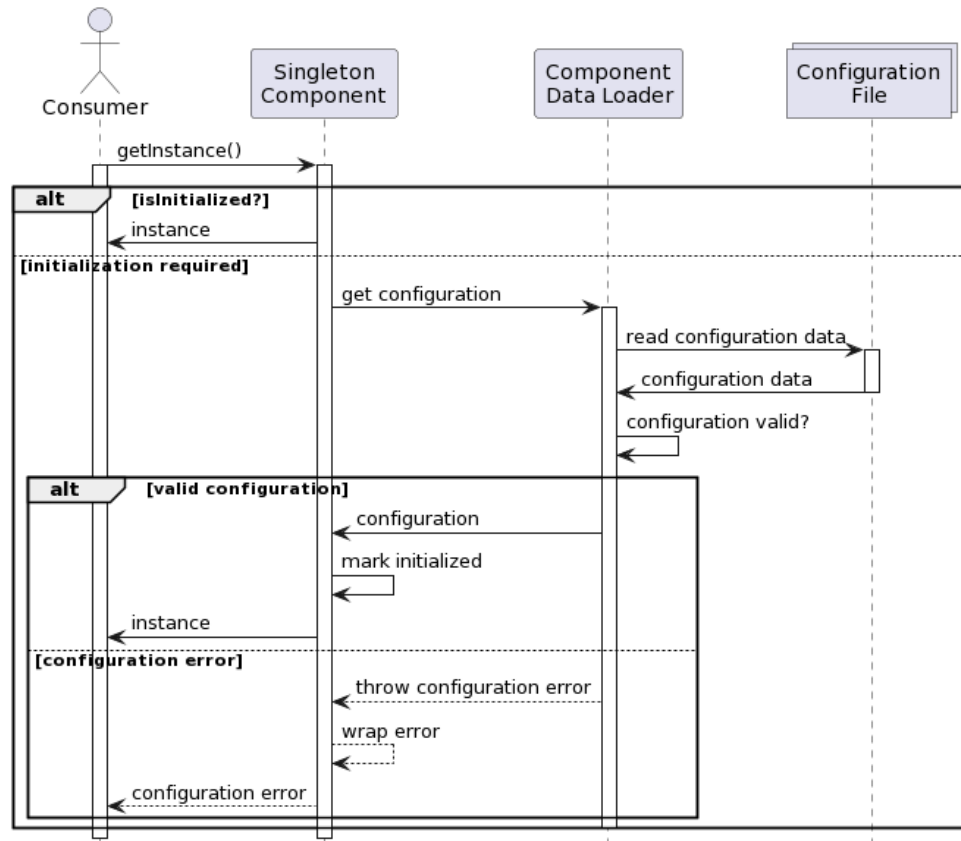 Consumer
Singleton
Component
Component
Data Loader
Configuration
File
getInstance()
alt
[isInitialized?]
instance
[initialization required]
get configuration
read configuration data
configuration data
configuration valid?
alt
[valid configuration]
configuration
mark initialized
instance
[configuration error]
throw configuration error
wrap error
configuration error